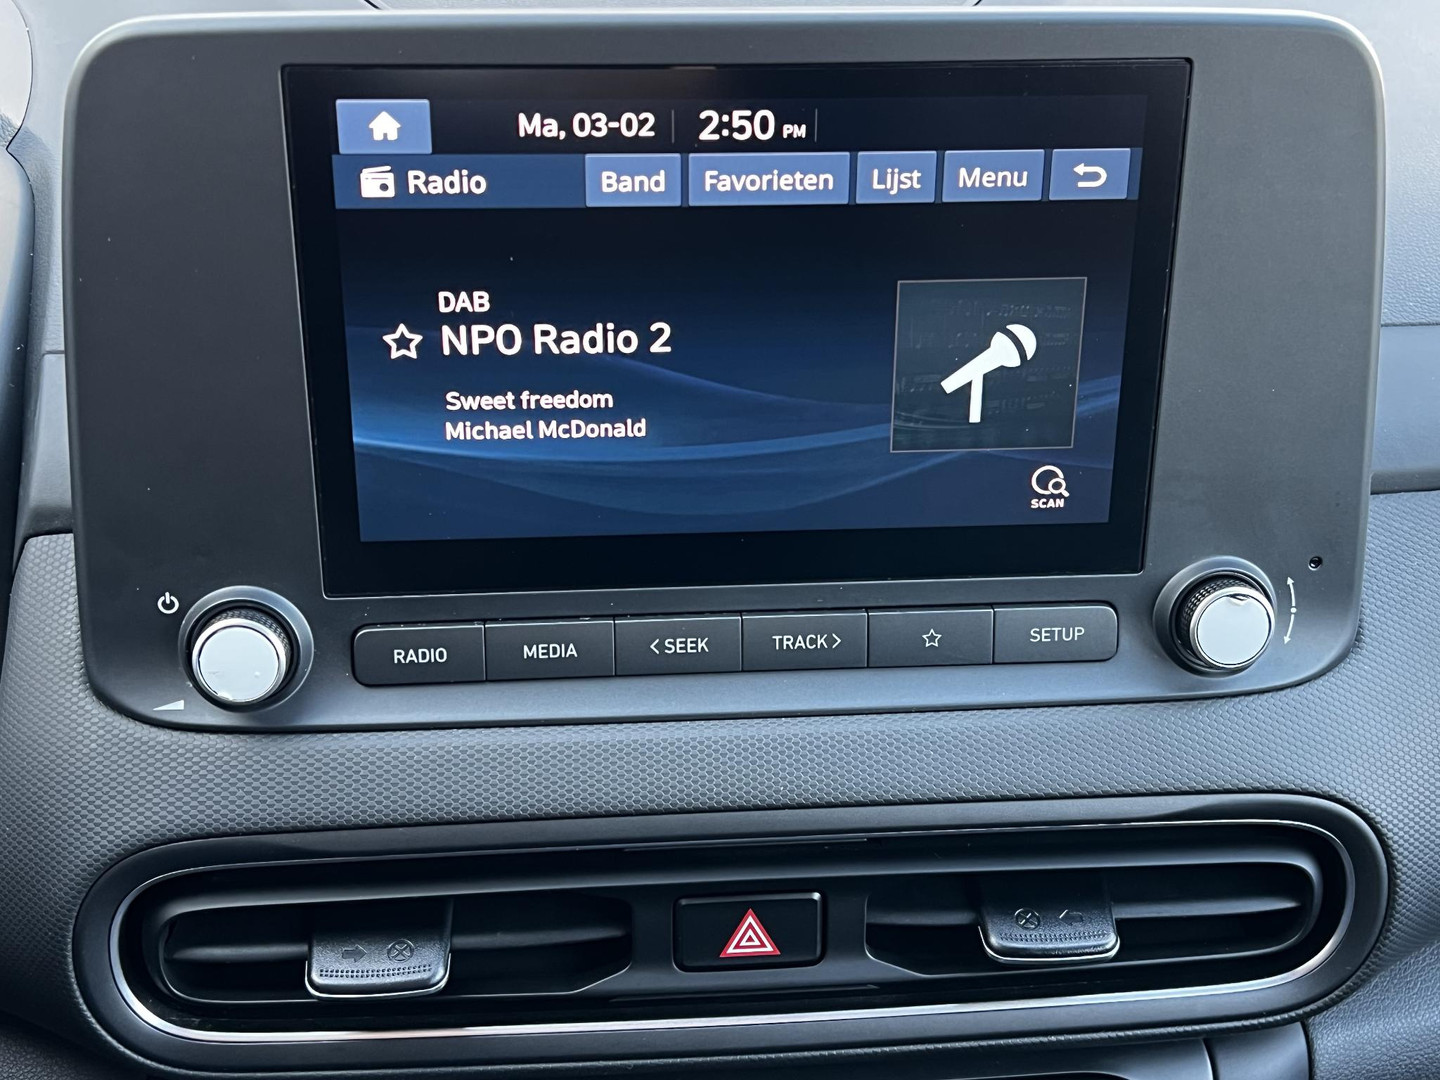 Ma, 03-02 2:50 PM
Radio Band Favorieten Lijst Menu
DAB
NPO Radio 2
Sweet freedom
Michael McDonald
SCAN
RADIO MEDIA <SEEK TRACK> SETUP